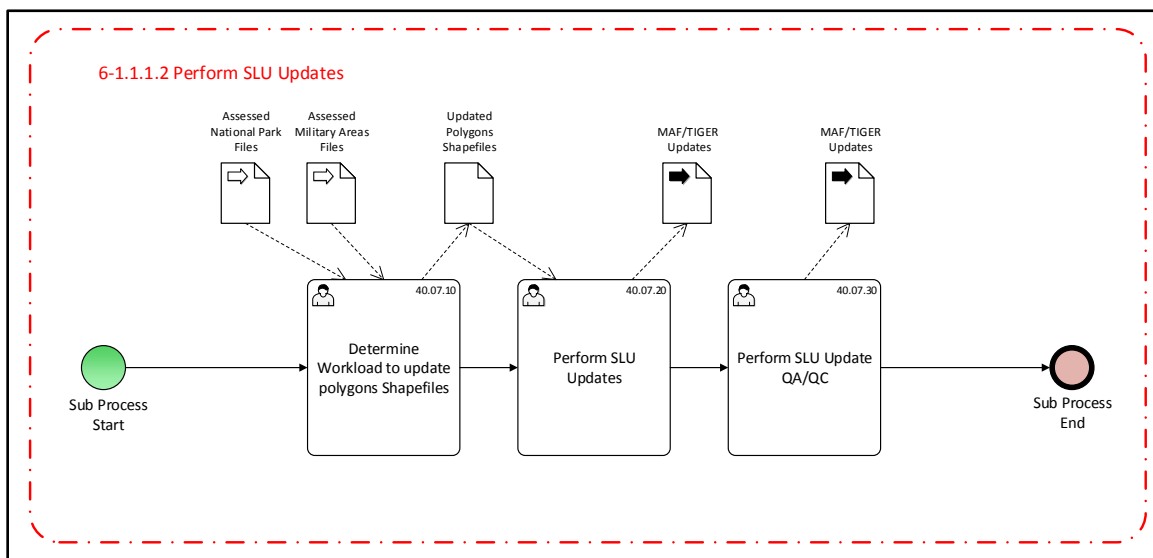 6-1.1.1.2 Perform SLU Updates
Assessed
National Park
Files
Assessed
Military Areas
Files
Updated
Polygons
Shapefiles
MAF/TIGER
Updates
MAF/TIGER
Updates
40.07.10
Determine
Workload to update
polygons Shapefiles
40.07.20
Perform SLU
Updates
40.07.30
Perform SLU Update
QA/QC
Sub Process
Start
Sub Process
End